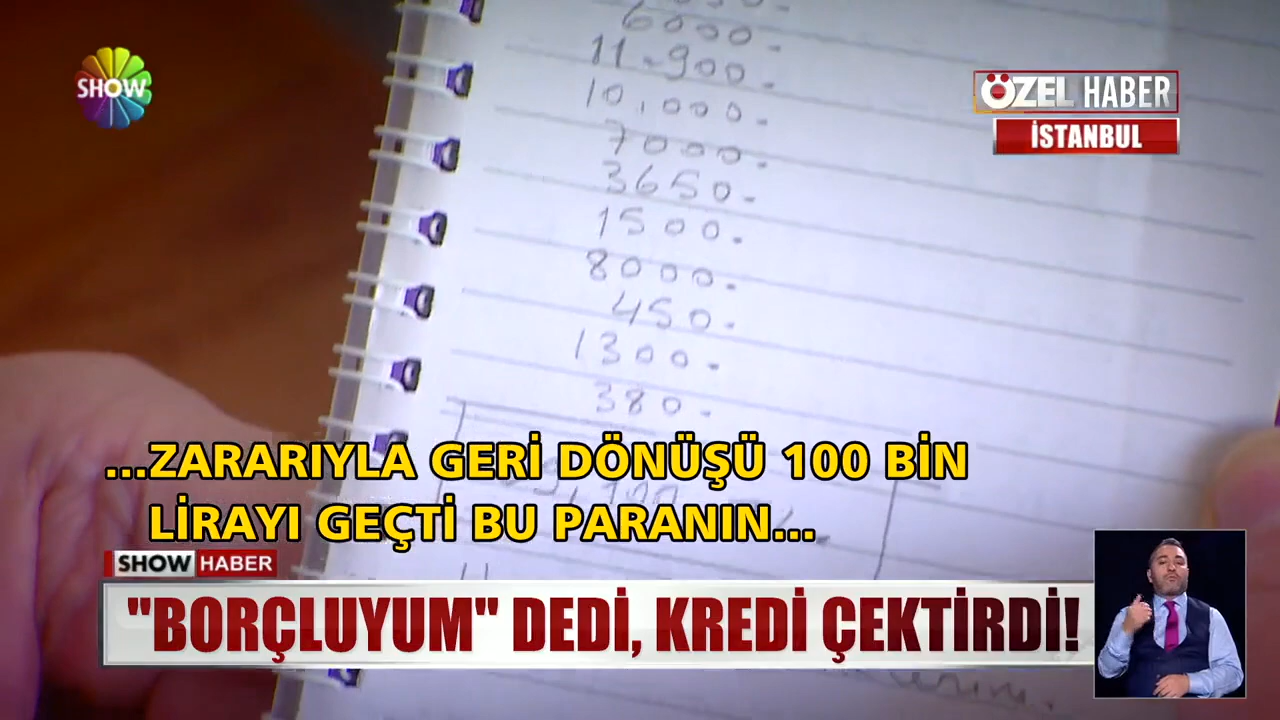 6000.-
11.900.-
10.000.-
7000.-
3650.-
1500.-
8000.-
450.-
1300.-
380.-
SHOW
ÖZEL HABER
İSTANBUL
...ZARARIYLA GERİ DÖNÜŞÜ 100 BİN
LİRAYI GEÇTİ BU PARANIN...
SHOW HABER
"BORÇLUYUM" DEDİ, KREDİ ÇEKTİRDİ!